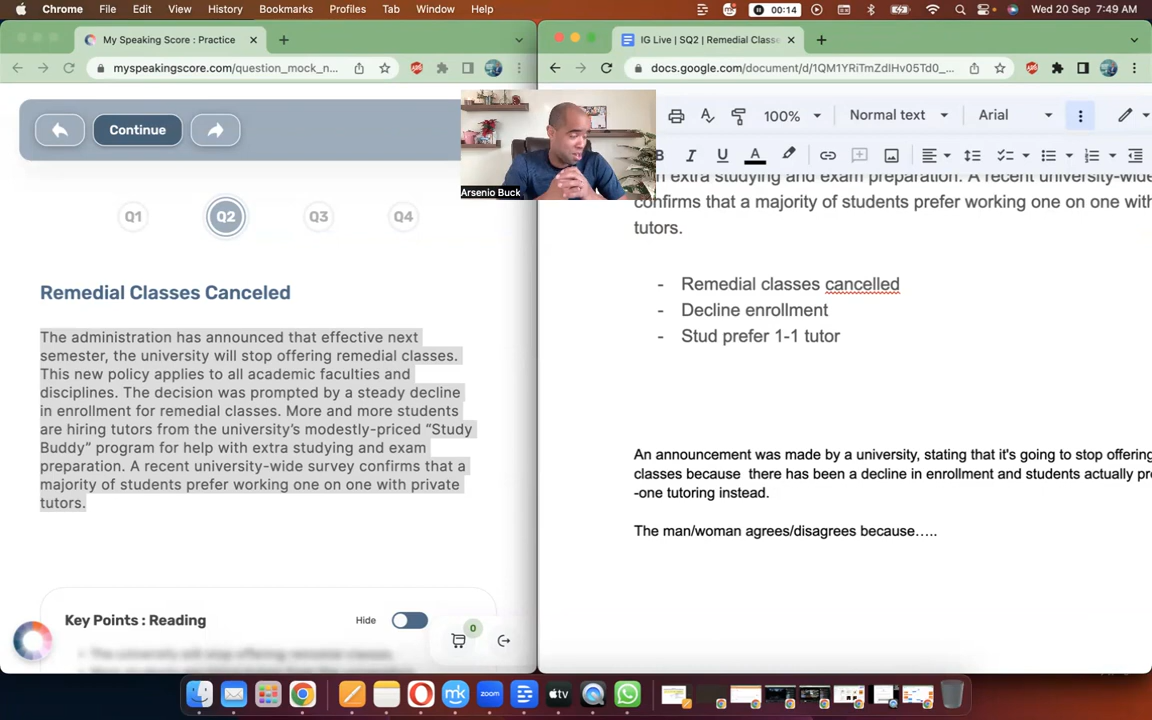 Chrome File Edit View History Bookmarks Profiles Tab Window Help 00:14 Wed 20 Sep 7:49 AM
My Speaking Score : Practice
IG Live | SQ2 | Remedial Classe
myspeakingscore.com/question_mock_n...
docs.google.com/document/d/1QM1YRiTmZdIHv05Td0_...
100% Normal text Arial
B I U A
Arsenio Buck
Continue
Q1 Q2 Q3 Q4
Remedial Classes Canceled
The administration has announced that effective next
semester, the university will stop offering remedial classes.
This new policy applies to all academic faculties and
disciplines. The decision was prompted by a steady decline
in enrollment for remedial classes. More and more students
are hiring tutors from the university's modestly-priced "Study
Buddy" program for help with extra studying and exam
preparation. A recent university-wide survey confirms that a
majority of students prefer working one on one with private
tutors.
Key Points : Reading
Hide
0
extra studying and exam preparation. A recent university-wide
confirms that a majority of students prefer working one on one with
tutors.
- Remedial classes cancelled
- Decline enrollment
- Stud prefer 1-1 tutor
An announcement was made by a university, stating that it's going to stop offering
classes because  there has been a decline in enrollment and students actually pr
-one tutoring instead.
The man/woman agrees/disagrees because…..
zoom
tv